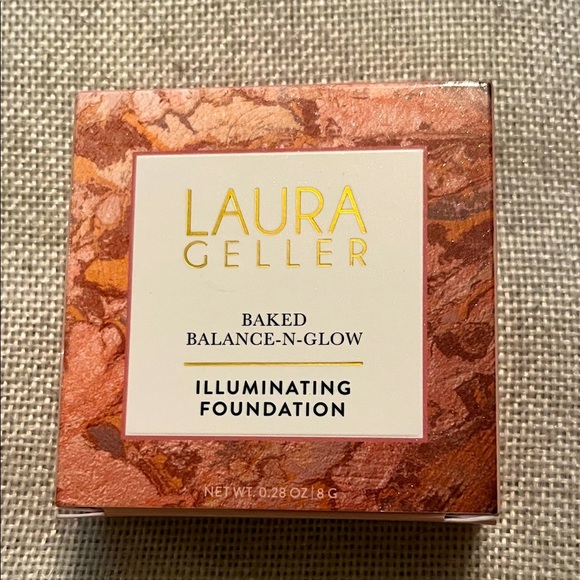 LAURA
GELLER
BAKED
BALANCE-N-GLOW
ILLUMINATING
FOUNDATION
NET WT. 0.28 OZ | 8 G